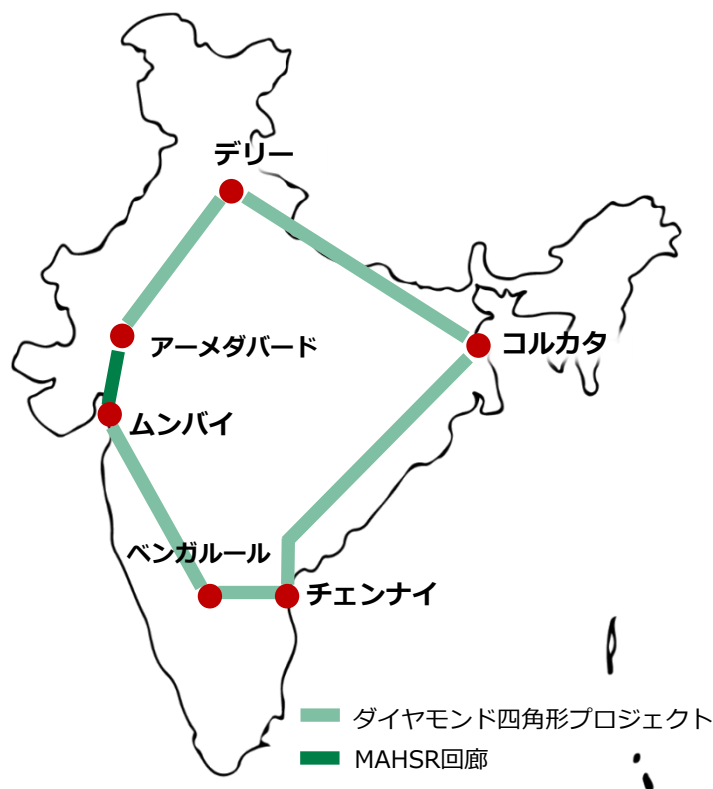 デリー
アーメダバード
コルカタ
ムンバイ
ベンガルール
チェンナイ
ダイヤモンド四角形プロジェクト
MAHSR回廊